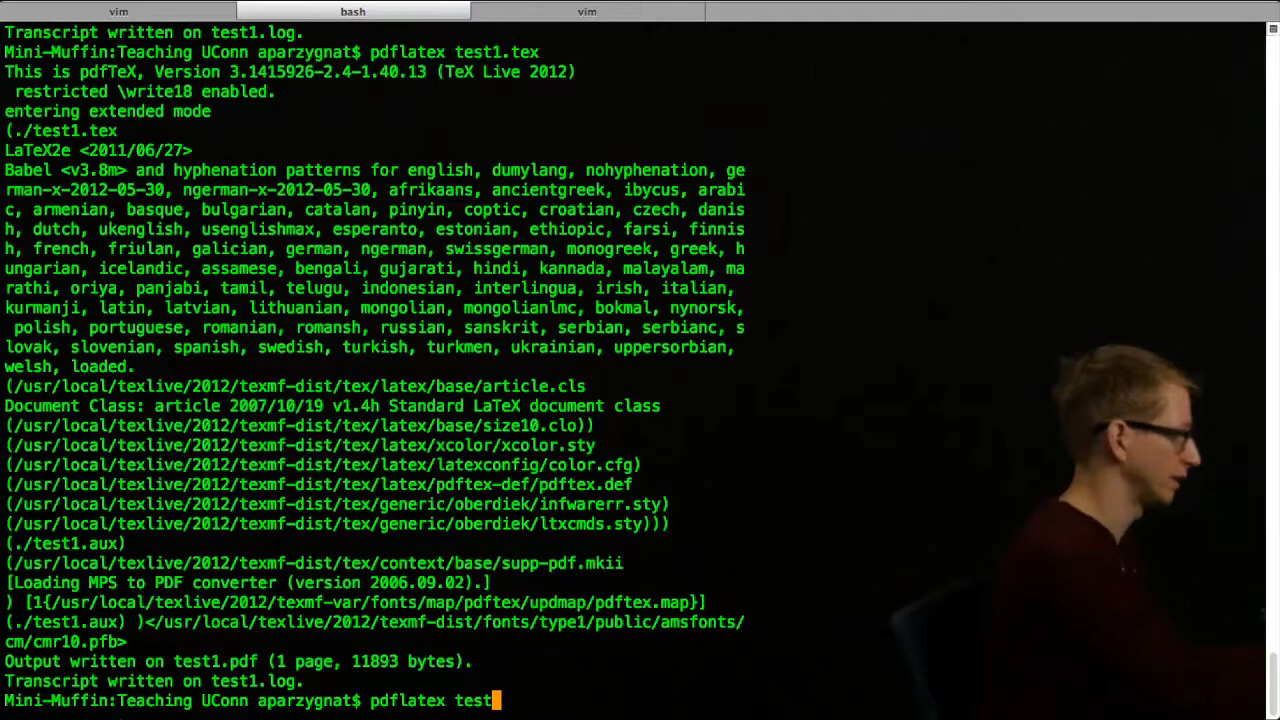 vim bash vim
Transcript written on test1.log.
Mini-Muffin:Teaching UConn aparzygnat$ pdflatex test1.tex
This is pdfTeX, Version 3.1415926-2.4-1.40.13 (TeX Live 2012)
 restricted \write18 enabled.
entering extended mode
(./test1.tex
LaTeX2e <2011/06/27>
Babel <v3.8m> and hyphenation patterns for english, dumylang, nohyphenation, ge
rman-x-2012-05-30, ngerman-x-2012-05-30, afrikaans, ancientgreek, ibycus, arabi
c, armenian, basque, bulgarian, catalan, pinyin, coptic, croatian, czech, danis
h, dutch, ukenglish, usenglishmax, esperanto, estonian, ethiopic, farsi, finnis
h, french, friulan, galician, german, ngerman, swissgerman, monogreek, greek, h
ungarian, icelandic, assamese, bengali, gujarati, hindi, kannada, malayalam, ma
rathi, oriya, panjabi, tamil, telugu, indonesian, interlingua, irish, italian,
kurmanji, latin, latvian, lithuanian, mongolian, mongolianlmc, bokmal, nynorsk,
 polish, portuguese, romanian, romansh, russian, sanskrit, serbian, serbianc, s
lovak, slovenian, spanish, swedish, turkish, turkmen, ukrainian, uppersorbian,
welsh, loaded.
(/usr/local/texlive/2012/texmf-dist/tex/latex/base/article.cls
Document Class: article 2007/10/19 v1.4h Standard LaTeX document class
(/usr/local/texlive/2012/texmf-dist/tex/latex/base/size10.clo))
(/usr/local/texlive/2012/texmf-dist/tex/latex/xcolor/xcolor.sty
(/usr/local/texlive/2012/texmf-dist/tex/latex/latexconfig/color.cfg)
(/usr/local/texlive/2012/texmf-dist/tex/latex/pdftex-def/pdftex.def
(/usr/local/texlive/2012/texmf-dist/tex/generic/oberdiek/infwarerr.sty)
(/usr/local/texlive/2012/texmf-dist/tex/generic/oberdiek/ltxcmds.sty)))
(./test1.aux)
(/usr/local/texlive/2012/texmf-dist/tex/context/base/supp-pdf.mkii
[Loading MPS to PDF converter (version 2006.09.02).]
) [1{/usr/local/texlive/2012/texmf-var/fonts/map/pdftex/updmap/pdftex.map}]
(./test1.aux) )</usr/local/texlive/2012/texmf-dist/fonts/type1/public/amsfonts/
cm/cmr10.pfb>
Output written on test1.pdf (1 page, 11893 bytes).
Transcript written on test1.log.
Mini-Muffin:Teaching UConn aparzygnat$ pdflatex test